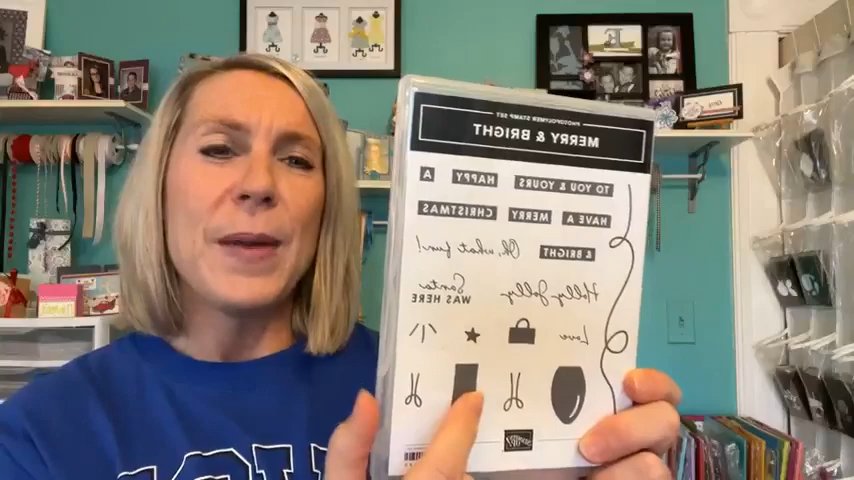 PHOTOPOLYMER STAMP SET
MERRY & BRIGHT
TO YOU & YOURS HAPPY A
HAVE A MERRY CHRISTMAS
& BRIGHT Oh, what fun!
Holly Jolly Santa
WAS HERE
Love